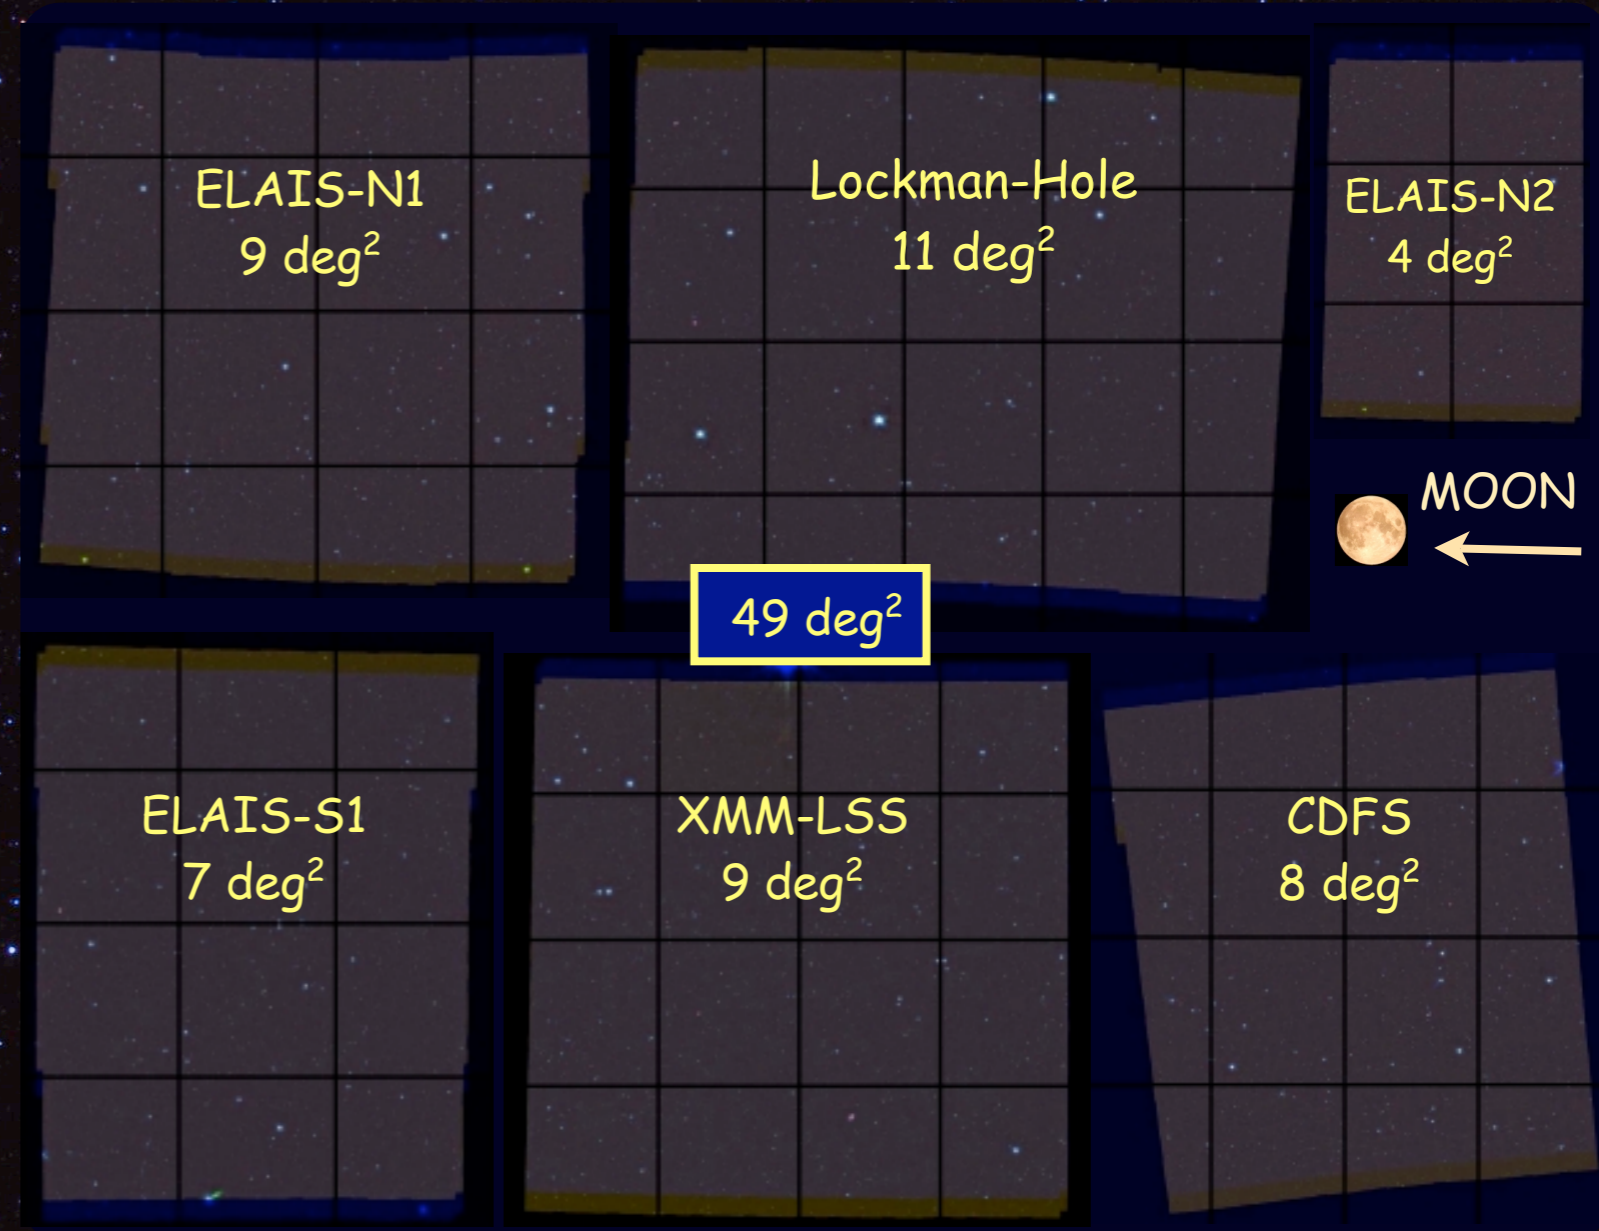 ELAIS-N1
9 deg²
Lockman-Hole
11 deg²
ELAIS-N2
4 deg²
MOON
49 deg²
ELAIS-S1
7 deg²
XMM-LSS
9 deg²
CDFS
8 deg²